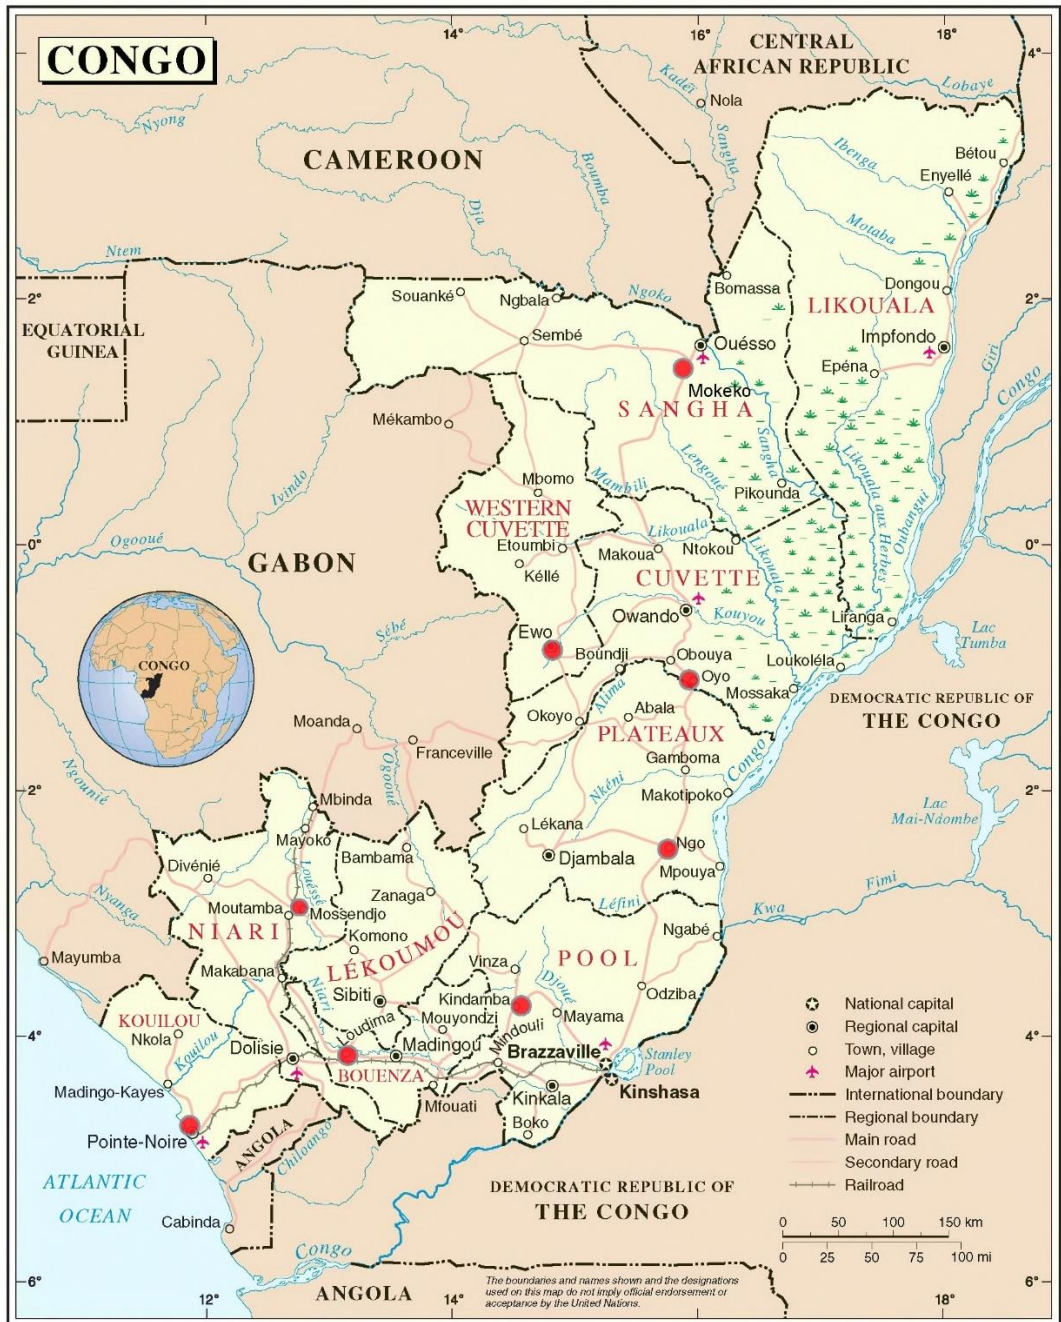 14°
16°
18°
4°
4°
CONGO
CENTRAL
AFRICAN REPUBLIC
Kadéï
Lobaye
Nola
Nyong
Sangha
Ibenga
Bétou
CAMEROON
Boumba
Enyellé
Dja
Motaba
Ntem
Bomassa
Dongou
2°
2°
Souanké
Ngbala
Ngoko
LIKOUALA
EQUATORIAL
GUINEA
Sembé
Ouésso
Impfondo
Giri
Epéna
Congo
Mokeko
SANGHA
Mékambo
Lengoué
Sangha
Likouala aux Herbes
Oubangui
Ivindo
Mbomo
Mambili
Pikounda
WESTERN
CUVETTE
Likouala
Ogooué
Etoumbi
Makoua
Ntokou
0°
0°
GABON
Kéllé
CUVETTE
Likouala
Owando
Kouyou
Liranga
Sébé
Ewo
Lac
Tumba
CONGO
Boundji
Obouya
Loukoléla
Oyo
Mossaka
Alima
DEMOCRATIC REPUBLIC OF
THE CONGO
Moanda
Okoyo
Abala
PLATEAUX
Franceville
Gamboma
Congo
Ngounié
Ogooué
Nkéni
2°
2°
Mbinda
Makotipoko
Lac
Mai-Ndombe
Mayoko
Lékana
Bambama
Djambala
Ngo
Divénié
Louéssé
Mpouya
Fimi
Nyanga
Zanaga
Léfini
Kwa
Moutamba
Mossendjo
NIARI
Komono
LÉKOUMOU
POOL
Ngabé
Mayumba
Makabana
Vinza
Niari
Sibiti
Kindamba
Djoué
Odziba
KOUILOU
Nkola
Mouyondzi
Mayama
4°
4°
Kouilou
Loudima
Mindouli
Dolisie
Madingou
Brazzaville
Stanley
Pool
BOUENZA
Madingo-Kayes
Mfouati
Kinkala
Kinshasa
Boko
Pointe-Noire
ANGOLA
Chiloango
ATLANTIC
OCEAN
DEMOCRATIC REPUBLIC OF
THE CONGO
Cabinda
Congo
ANGOLA
6°
6°
12°
14°
18°
National capital
Regional capital
Town, village
Major airport
International boundary
Regional boundary
Main road
Secondary road
Railroad
0 50 100 150 km
0 25 50 75 100 mi
The boundaries and names shown and the designations
used on this map do not imply official endorsement or
acceptance by the United Nations.